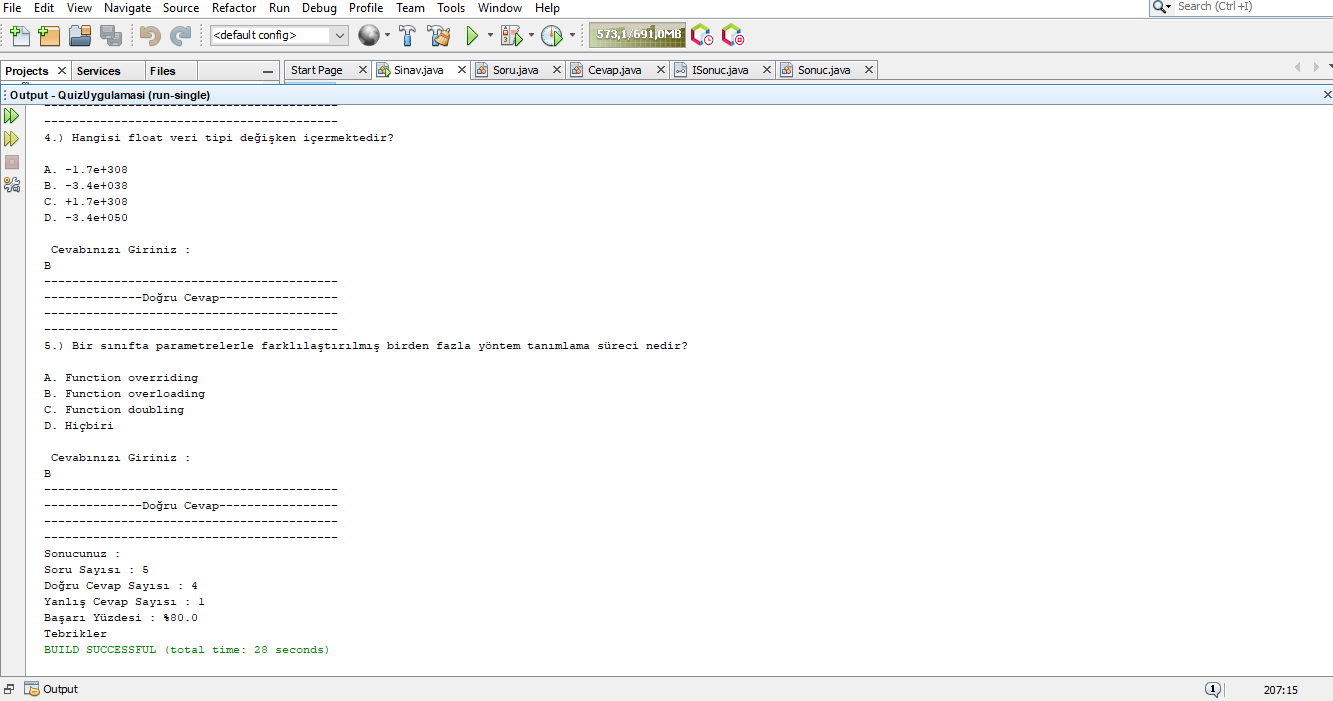 File Edit View Navigate Source Refactor Run Debug Profile Team Tools Window Help
Search (Ctrl+I)
<default config>
573,1/691,0MB
Projects Services Files
Start Page Sinav.java Soru.java Cevap.java ISonuc.java Sonuc.java
Output - QuizUygulamasi (run-single)
------------------------------------------
------------------------------------------
4.) Hangisi float veri tipi değişken içermektedir?
A. -1.7e+308
B. -3.4e+038
C. +1.7e+308
D. -3.4e+050
Cevabınızı Giriniz :
B
------------------------------------------
--------------Doğru Cevap-----------------
------------------------------------------
------------------------------------------
5.) Bir sınıfta parametrelerle farklılaştırılmış birden fazla yöntem tanımlama süreci nedir?
A. Function overriding
B. Function overloading
C. Function doubling
D. Hiçbiri
Cevabınızı Giriniz :
B
------------------------------------------
--------------Doğru Cevap-----------------
------------------------------------------
------------------------------------------
Sonucunuz :
Soru Sayısı : 5
Doğru Cevap Sayısı : 4
Yanlış Cevap Sayısı : 1
Başarı Yüzdesi : %80.0
Tebrikler
BUILD SUCCESSFUL (total time: 28 seconds)
Output
1
207:15